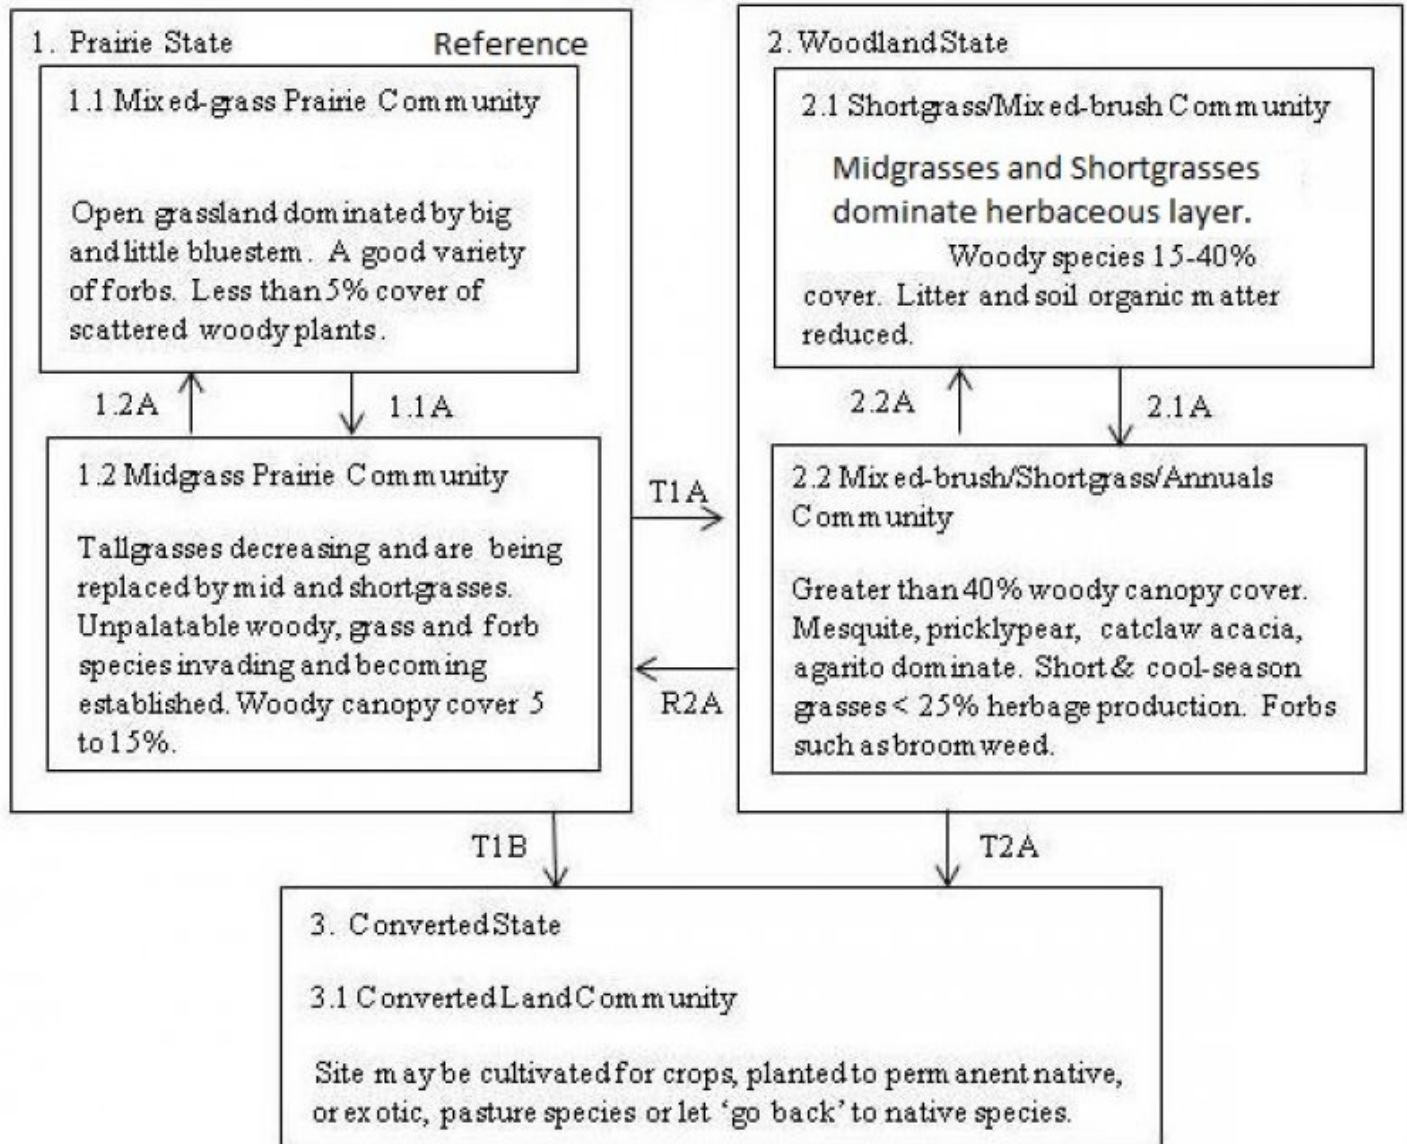 1. Prairie State Reference
1.1 Mixed-grass Prairie Community
Open grassland dominated by big
and little bluestem. A good variety
of forbs. Less than 5% cover of
scattered woody plants.
1.2A
1.1A
1.2 Midgrass Prairie Community
Tallgrasses decreasing and are being
replaced by mid and shortgrasses.
Unpalatable woody, grass and forb
species invading and becoming
established. Woody canopy cover 5
to 15%.
T1A
R2A
2. Woodland State
2.1 Shortgrass/Mixed-brush Community
Midgrasses and Shortgrasses
dominate herbaceous layer.
Woody species 15-40%
cover. Litter and soil organic matter
reduced.
2.2A
2.1A
2.2 Mixed-brush/Shortgrass/Annuals
Community
Greater than 40% woody canopy cover.
Mesquite, pricklypear, catclaw acacia,
agarito dominate. Short & cool-season
grasses < 25% herbage production. Forbs
such as broomweed.
T1B
T2A
3. Converted State
3.1 Converted Land Community
Site may be cultivated for crops, planted to permanent native,
or exotic, pasture species or let ‘go back’ to native species.